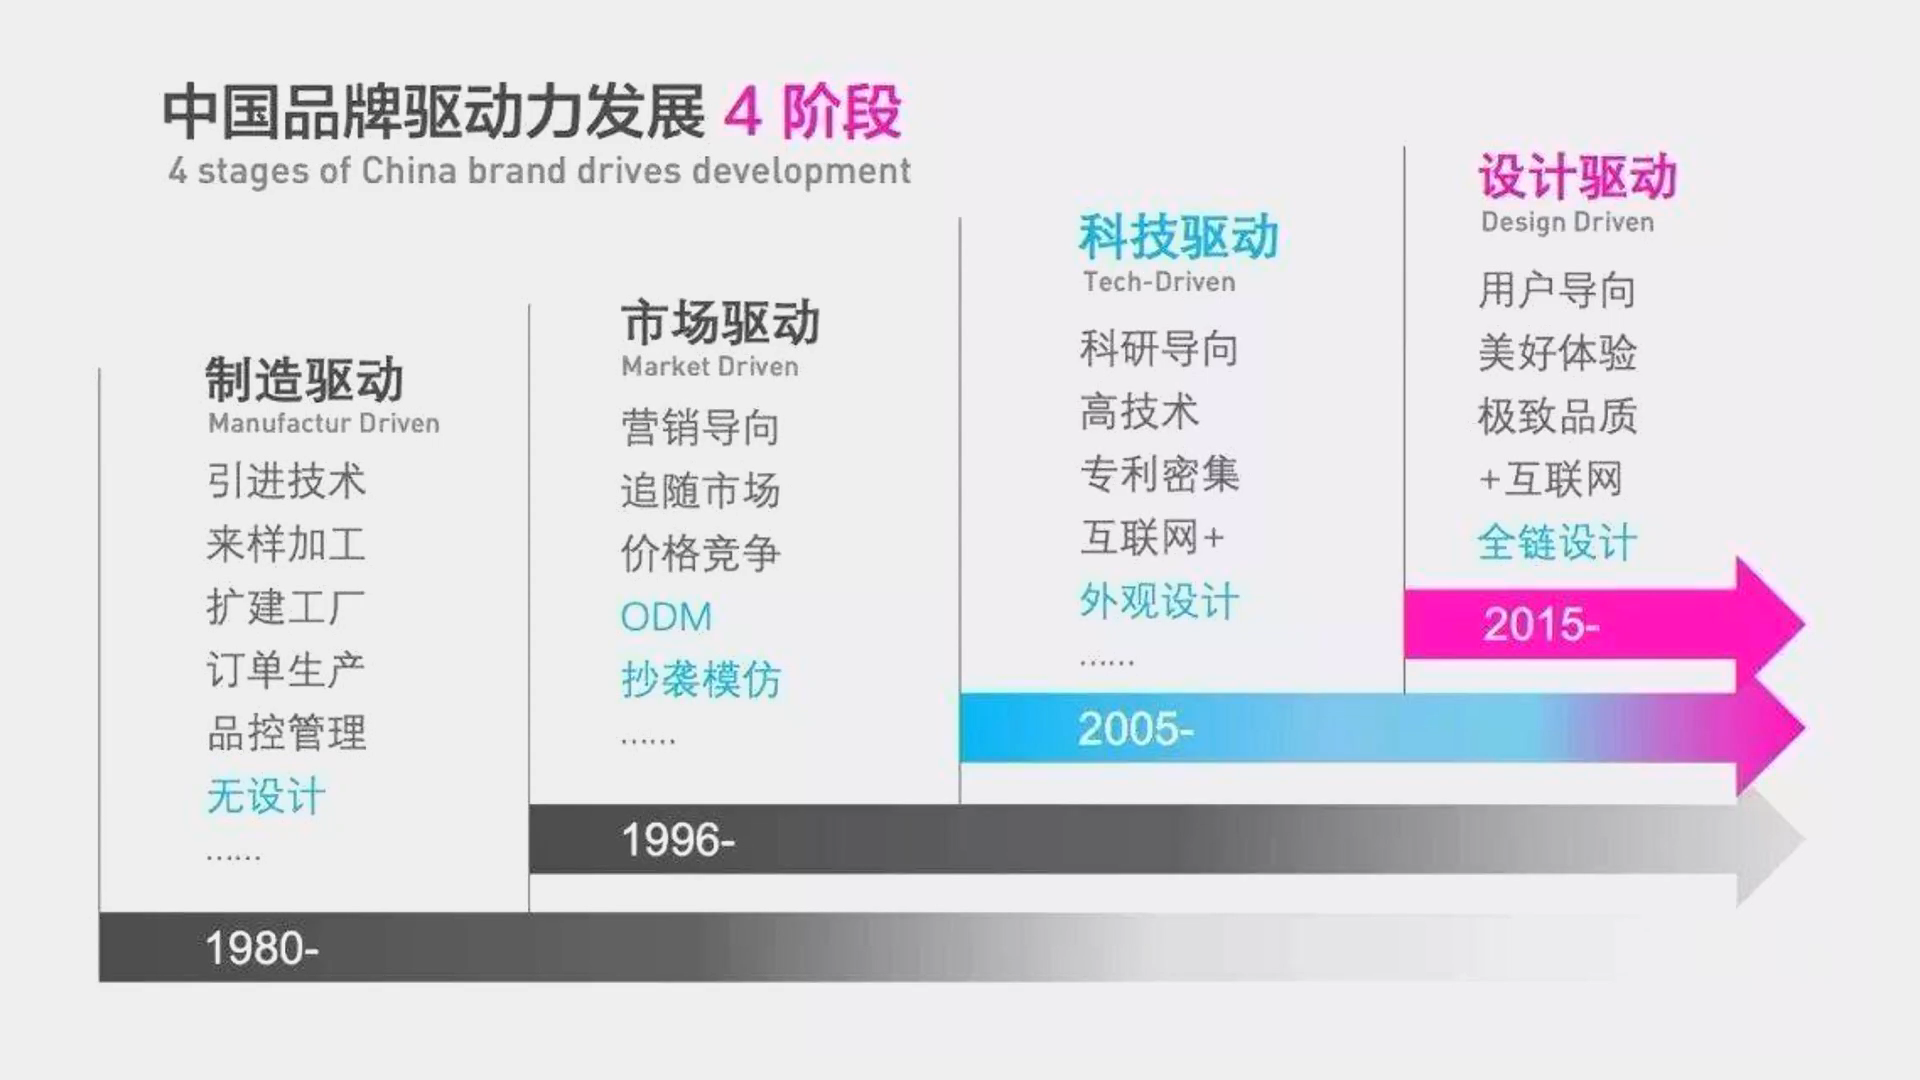 中国品牌驱动力发展 4 阶段
4 stages of China brand drives development
制造驱动
Manufactur Driven
引进技术
来样加工
扩建工厂
订单生产
品控管理
无设计
......
1980-
市场驱动
Market Driven
营销导向
追随市场
价格竞争
ODM
抄袭模仿
......
1996-
科技驱动
Tech-Driven
科研导向
高技术
专利密集
互联网+
外观设计
......
2005-
设计驱动
Design Driven
用户导向
美好体验
极致品质
+互联网
全链设计
2015-